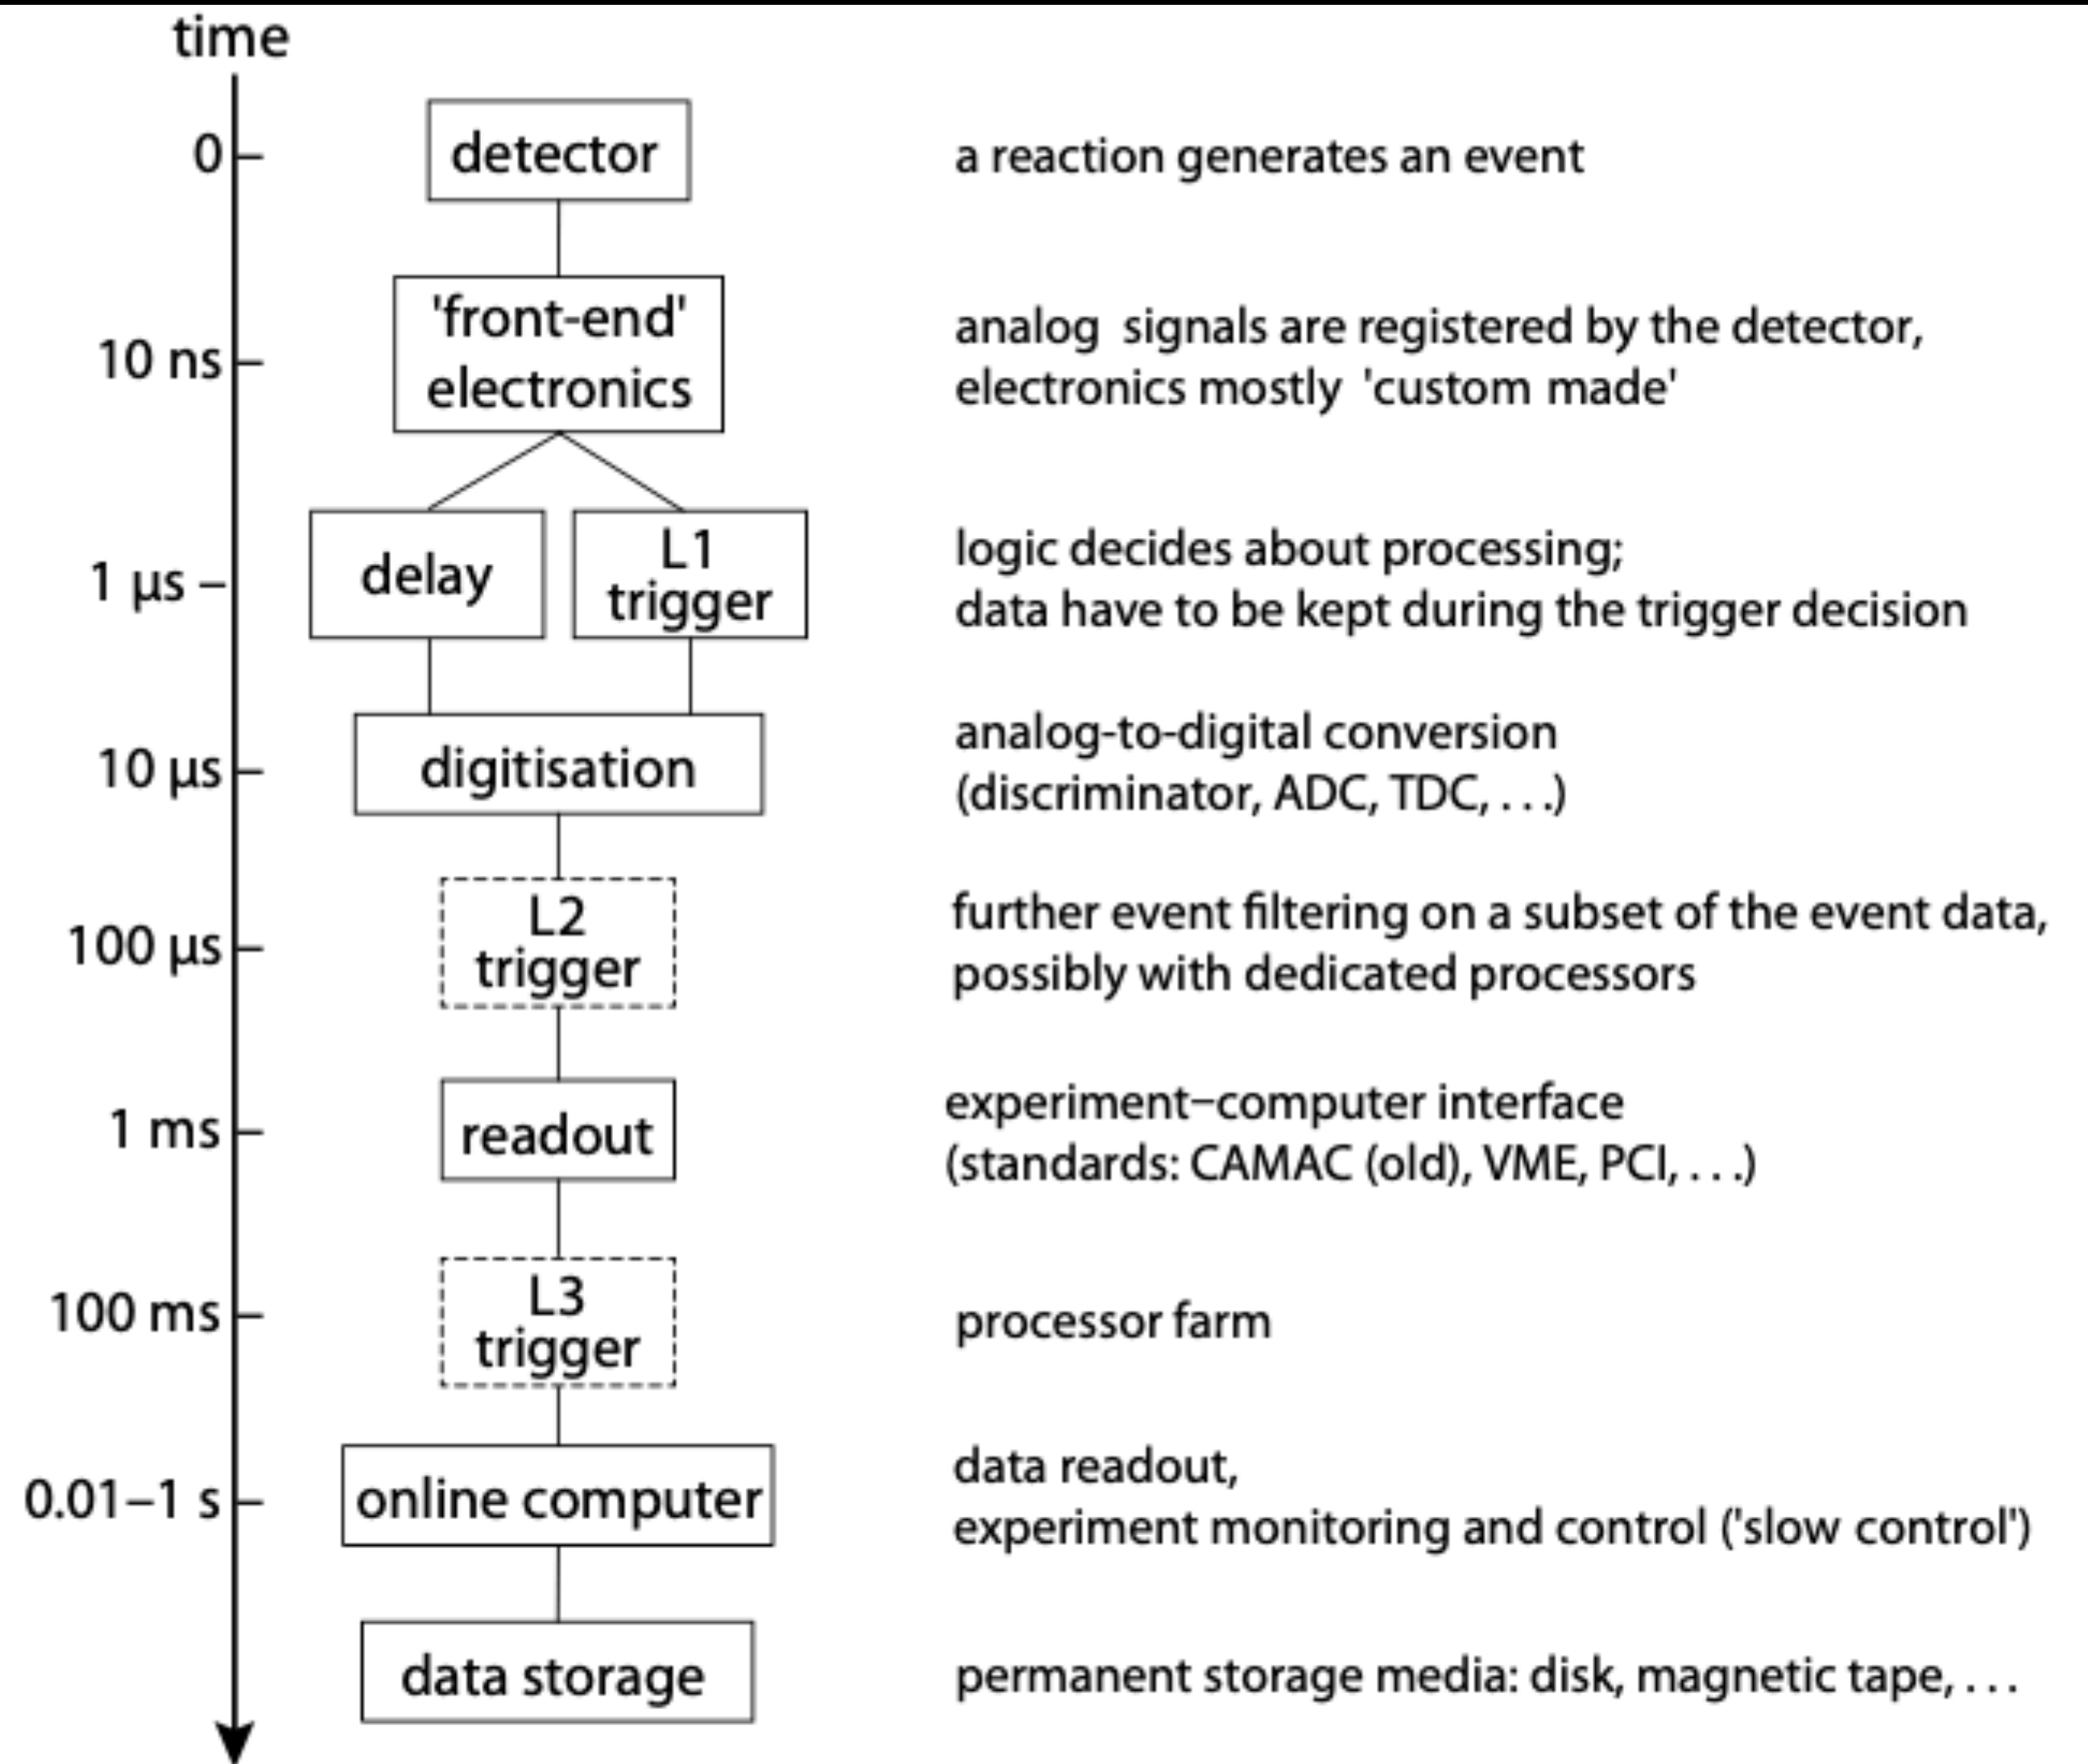 time
0
detector
a reaction generates an event
10 ns
'front-end'
electronics
analog signals are registered by the detector,
electronics mostly 'custom made'
1 µs
delay
L1
trigger
logic decides about processing;
data have to be kept during the trigger decision
10 µs
digitisation
analog-to-digital conversion
(discriminator, ADC, TDC, . . .)
100 µs
L2
trigger
further event filtering on a subset of the event data,
possibly with dedicated processors
1 ms
readout
experiment–computer interface
(standards: CAMAC (old), VME, PCI, . . .)
100 ms
L3
trigger
processor farm
0.01–1 s
online computer
data readout,
experiment monitoring and control ('slow control')
data storage
permanent storage media: disk, magnetic tape, . . .